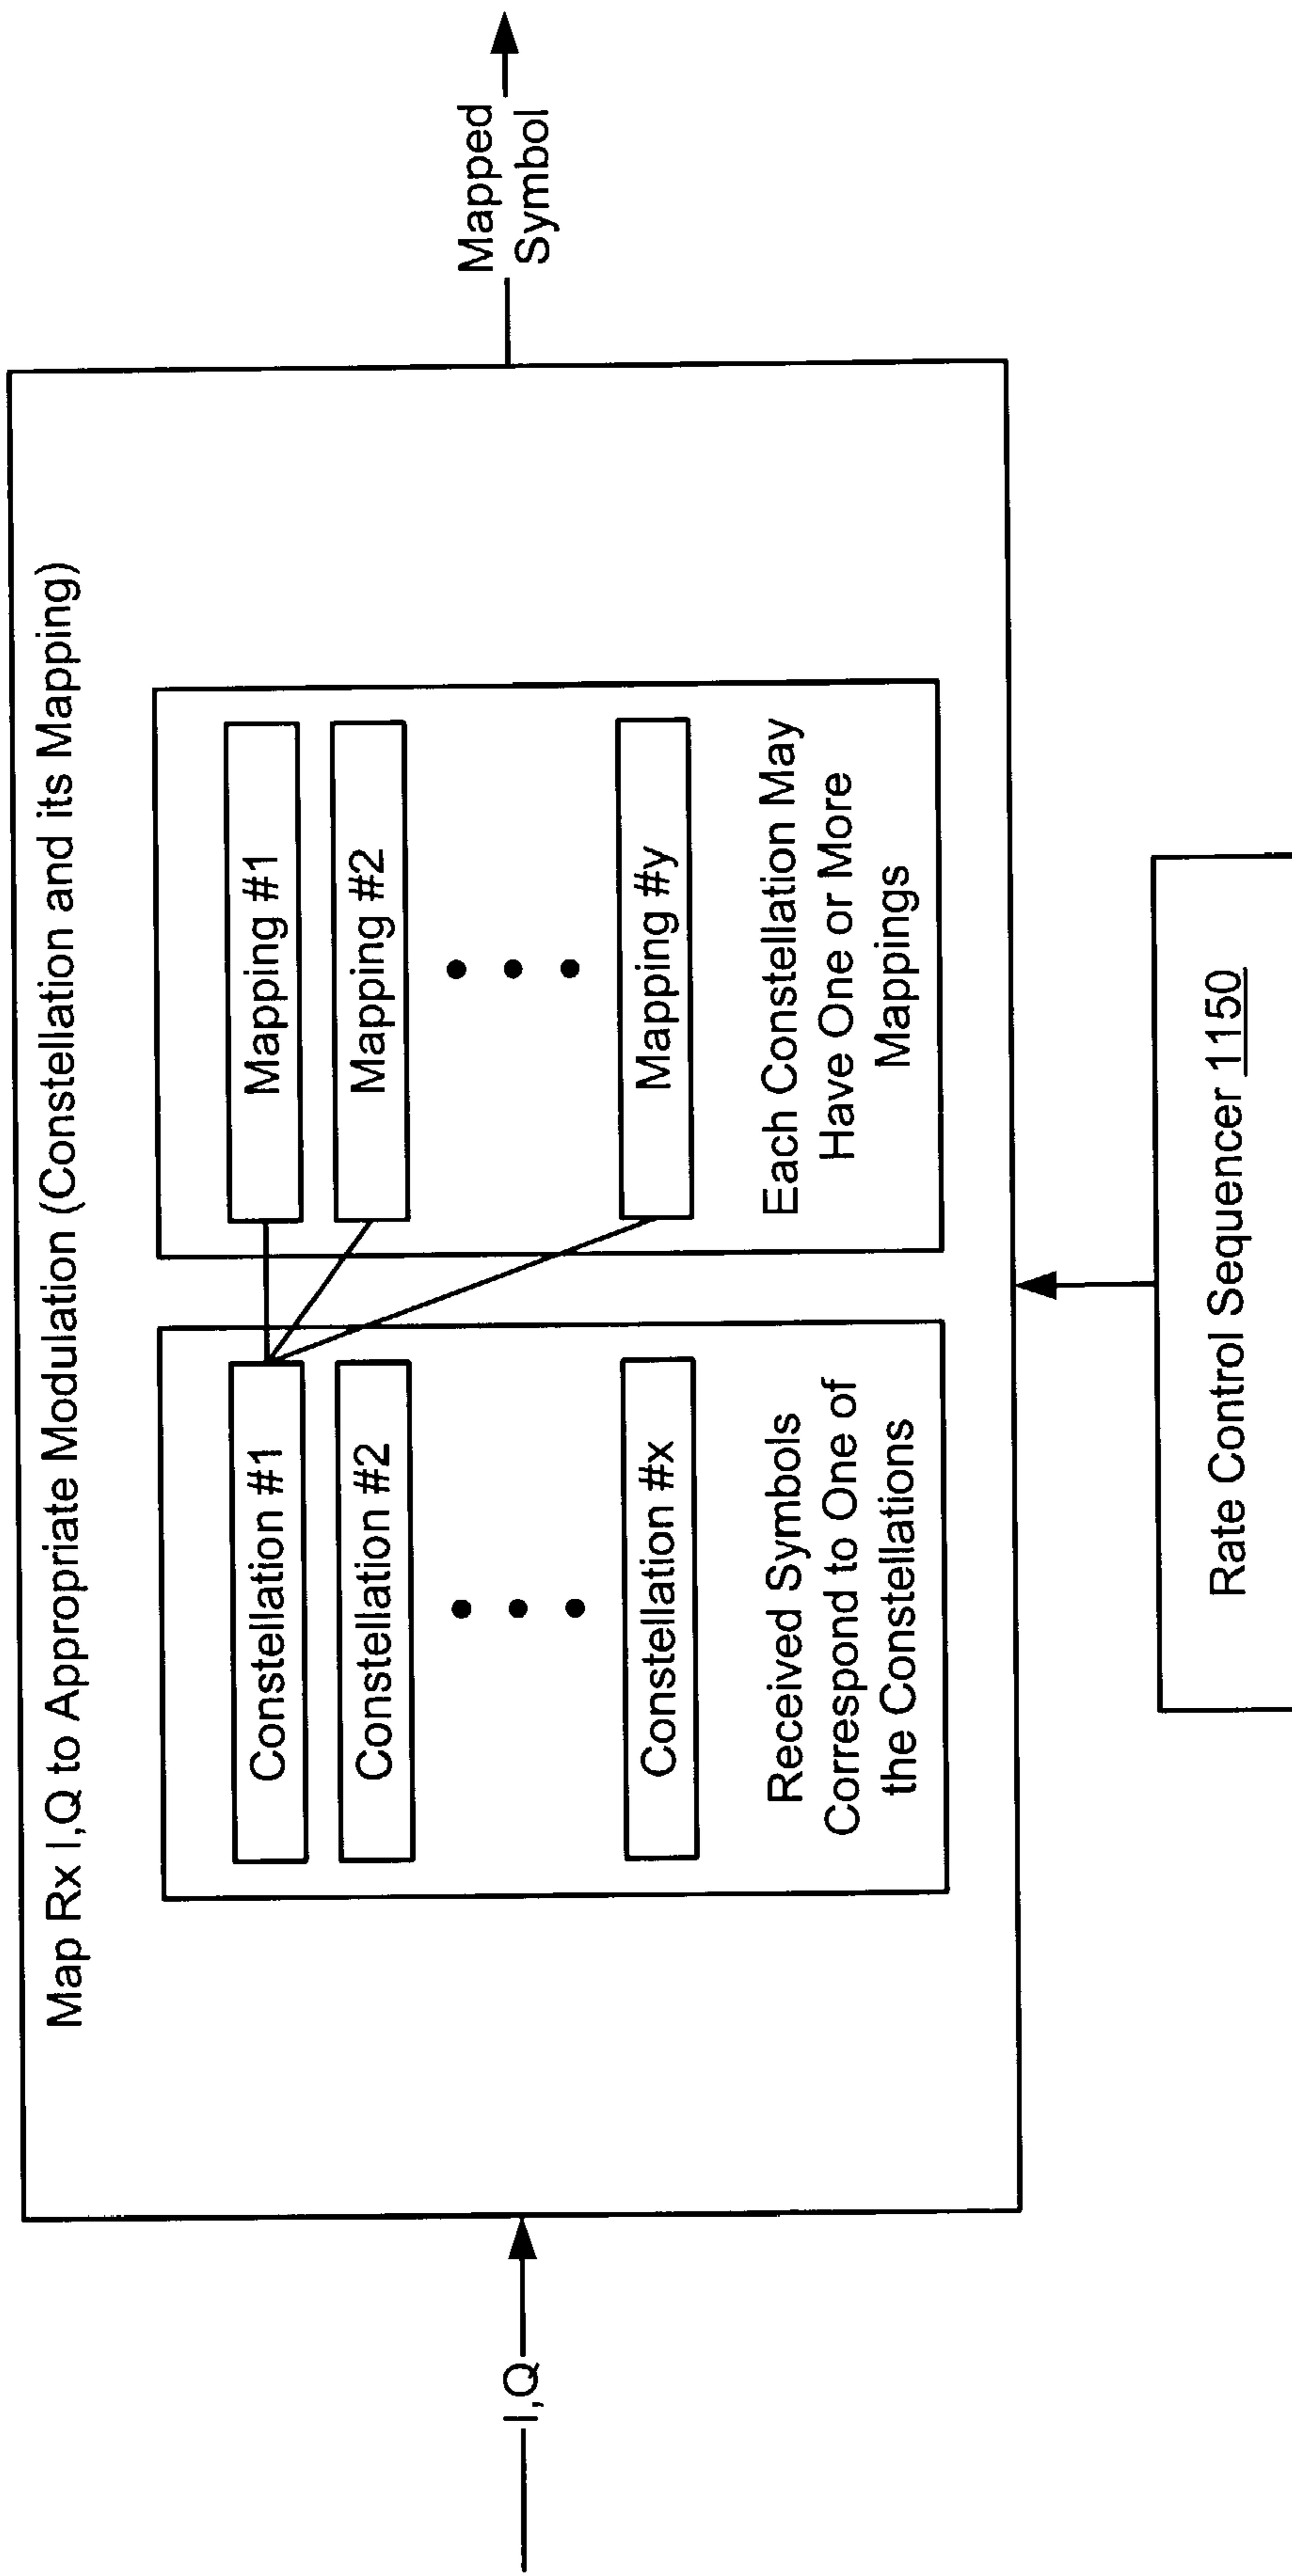 Map Rx I,Q to Appropriate Modulation (Constellation and its Mapping)
I,Q
Constellation #1
Constellation #2
Constellation #x
Received Symbols
Correspond to One of
the Constellations
Mapping #1
Mapping #2
Mapping #y
Each Constellation May
Have One or More
Mappings
Mapped
Symbol
Rate Control Sequencer 1150